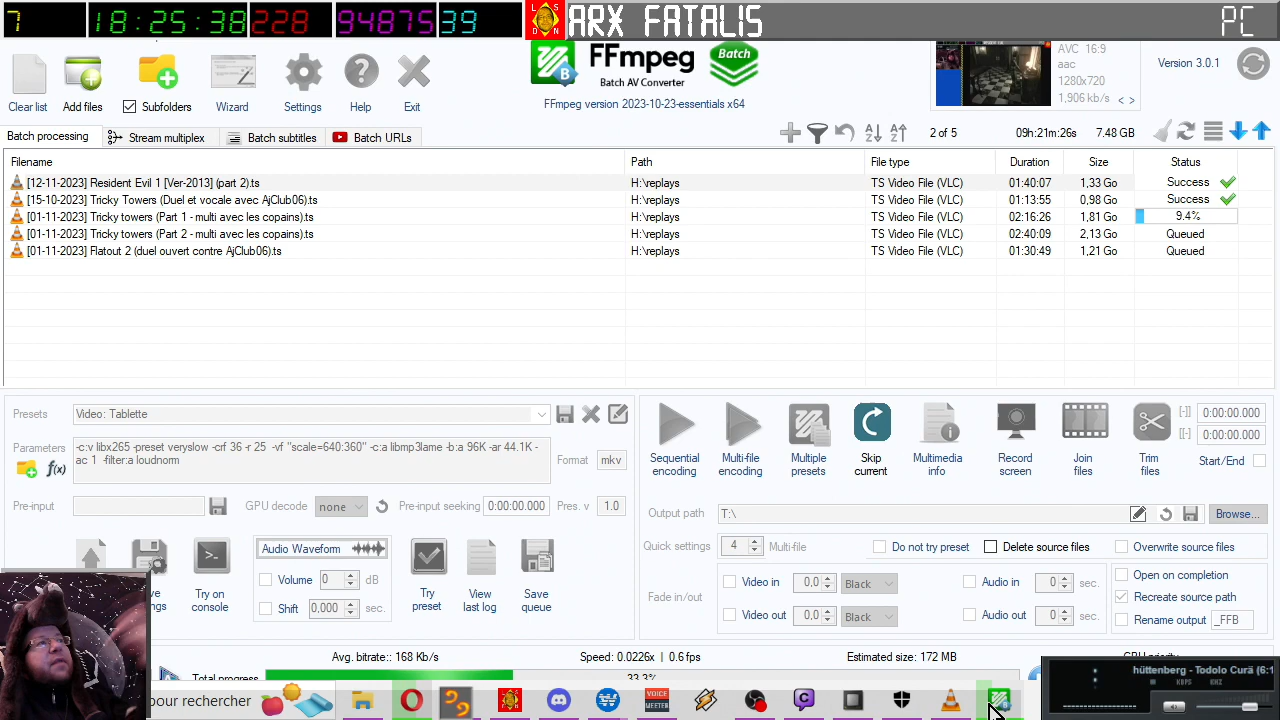 7 18:25:38 228 94875 39 ARX FATALIS PC
FFmpeg Batch
Batch AV Converter
FFmpeg version 2023-10-23-essentials x64
AVC 16:9
aac
1280x720
1,906 kb/s < >
Version 3.0.1
Clear list Add files Subfolders Wizard Settings Help Exit
Batch processing Stream multiplex Batch subtitles Batch URLs 2 of 5 09h:21m:26s 7.48 GB
Filename Path File type Duration Size Status
[12-11-2023] Resident Evil 1 [Ver-2013] (part 2).ts H:\replays TS Video File (VLC) 01:40:07 1,33 Go Success
[15-10-2023] Tricky Towers (Duel et vocale avec AjClub06).ts H:\replays TS Video File (VLC) 01:13:55 0,98 Go Success
[01-11-2023] Tricky towers (Part 1 - multi avec les copains).ts H:\replays TS Video File (VLC) 02:16:26 1,81 Go 9.4%
[01-11-2023] Tricky towers (Part 2 - multi avec les copains).ts H:\replays TS Video File (VLC) 02:40:09 2,13 Go Queued
[01-11-2023] Flatout 2 (duel ouvert contre AjClub06).ts H:\replays TS Video File (VLC) 01:30:49 1,21 Go Queued
Presets Video: Tablette
Parameters -c:v libx265 -preset veryslow -crf 36 -r 25 -vf "scale=640:360" -c:a libmp3lame -b:a 96K -ar 44.1K -
ac 1 -filter:a loudnorm
f(x) Format mkv
Pre-input GPU decode none Pre-input seeking 0:00:00.000 Pres. v 1.0
Try on
console
Audio Waveform
Volume 0 dB
Shift 0,000 sec.
Try
preset
View
last log
Save
queue
Sequential
encoding
Multi-file
encoding
Multiple
presets
Skip
current
Multimedia
info
Record
screen
Join
files
Trim
files
[-]] 0:00:00.000
[[-] 0:00:00.000
Start/End
Output path T:\ Browse...
Quick settings 4 Multi-file Do not try preset Delete source files Overwrite source files
Fade in/out
Video in 0,0 Black Audio in 0 sec.
Video out 0,0 Black Audio out 0 sec.
Open on completion
Recreate source path
Rename output _FFB
Avg. bitrate:: 168 Kb/s Speed: 0.0226x | 0.6 fps Estimated size: 172 MB
Total progress 33.3%
pour rechercher
VOICE
MEETER
hüttenberg - Todolo Cura (6:1